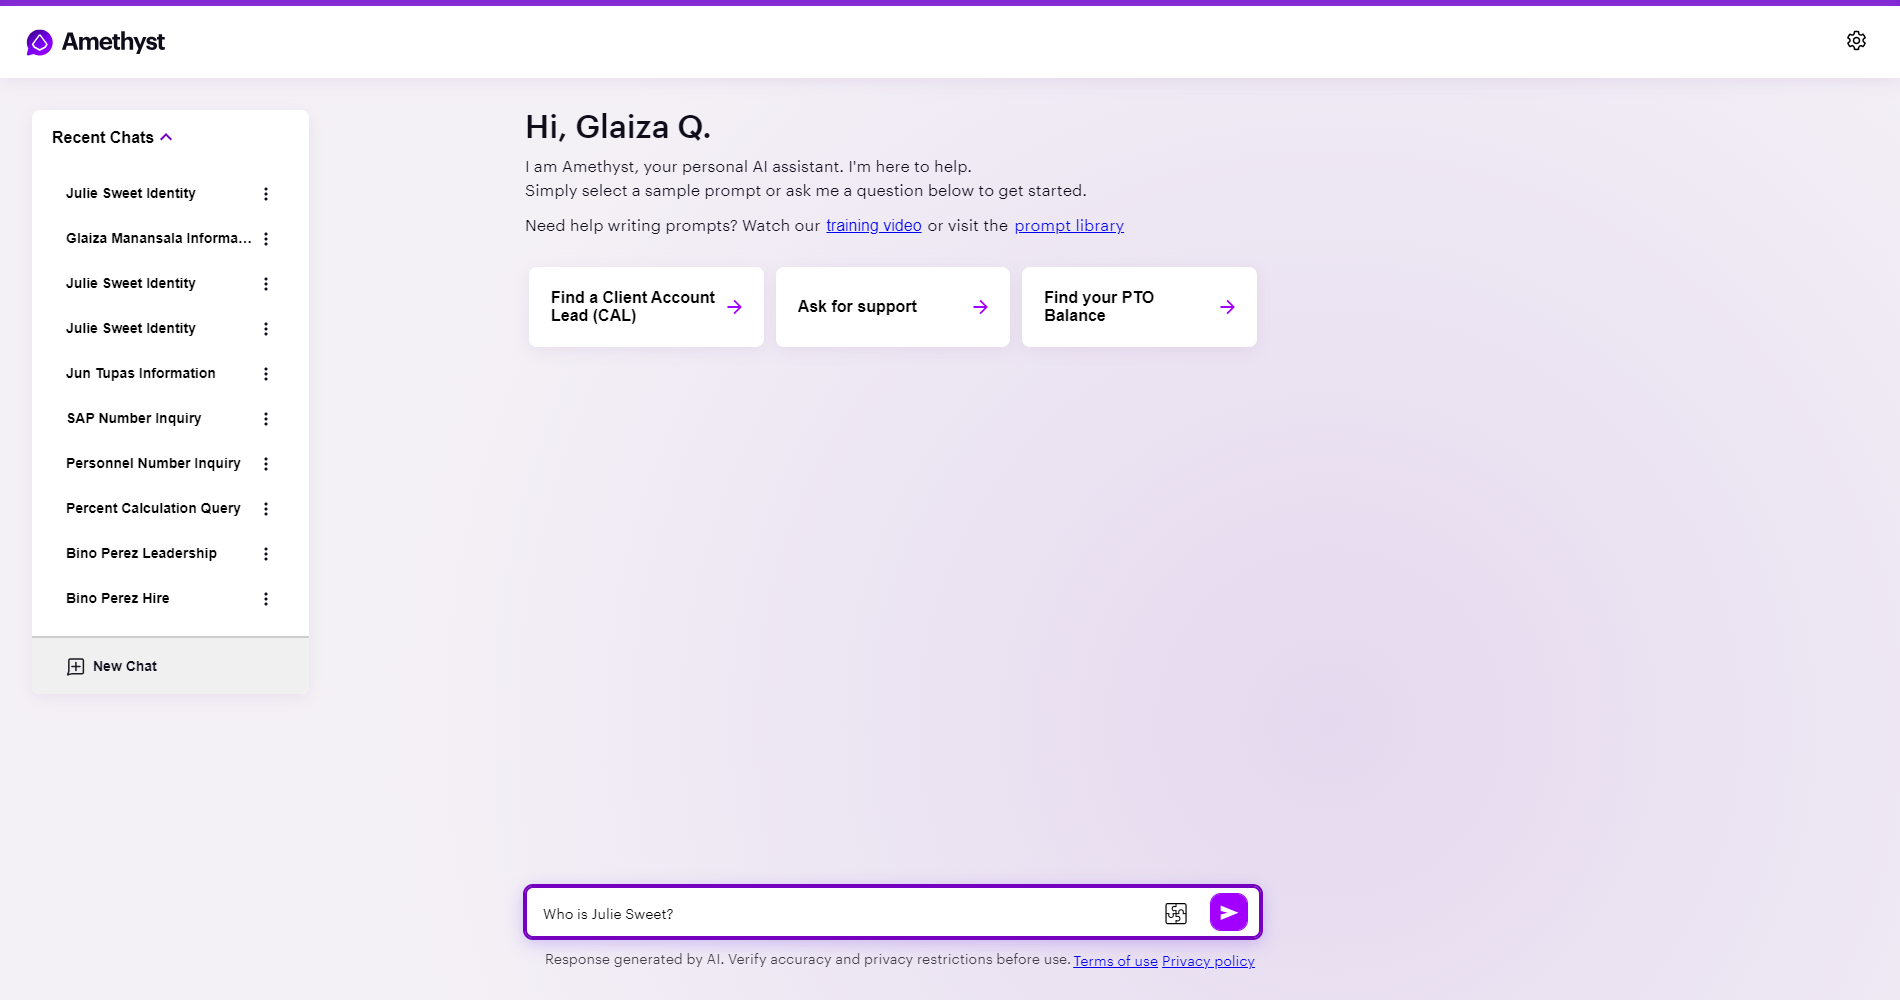 Amethyst
Recent Chats
Julie Sweet Identity
Glaiza Manansala Informa...
Julie Sweet Identity
Julie Sweet Identity
Jun Tupas Information
SAP Number Inquiry
Personnel Number Inquiry
Percent Calculation Query
Bino Perez Leadership
Bino Perez Hire
New Chat
Hi, Glaiza Q.
I am Amethyst, your personal AI assistant. I'm here to help.
Simply select a sample prompt or ask me a question below to get started.
Need help writing prompts? Watch our training video or visit the prompt library
Find a Client Account
Lead (CAL)
Ask for support
Find your PTO
Balance
Who is Julie Sweet?
Response generated by AI. Verify accuracy and privacy restrictions before use. Terms of use Privacy policy